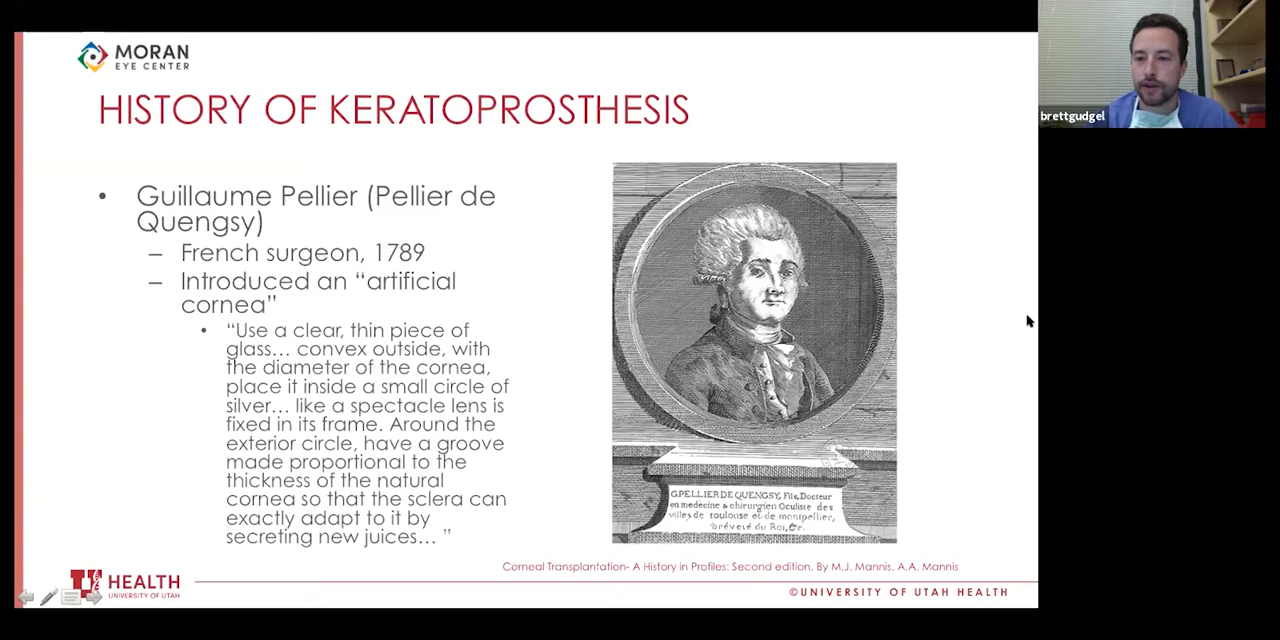 MORAN
EYE CENTER
brettgudgel
HISTORY OF KERATOPROSTHESIS
• Guillaume Pellier (Pellier de
Quengsy)
– French surgeon, 1789
– Introduced an “artificial
cornea”
• “Use a clear, thin piece of
glass… convex outside, with
the diameter of the cornea,
place it inside a small circle of
silver… like a spectacle lens is
fixed in its frame. Around the
exterior circle, have a groove
made proportional to the
thickness of the natural
cornea so that the sclera can
exactly adapt to it by
secreting new juices… ”
G.PELLIER DE QUENGSY, Fils, Docteur
en medecine & chirurgien Oculiste des
villes de toulouse et de montpellier,
bréveté du Roi, &c.
Corneal Transplantation- A History in Profiles: Second edition, By M.J. Mannis, A.A. Mannis
U HEALTH
UNIVERSITY OF UTAH
©UNIVERSITY OF UTAH HEALTH